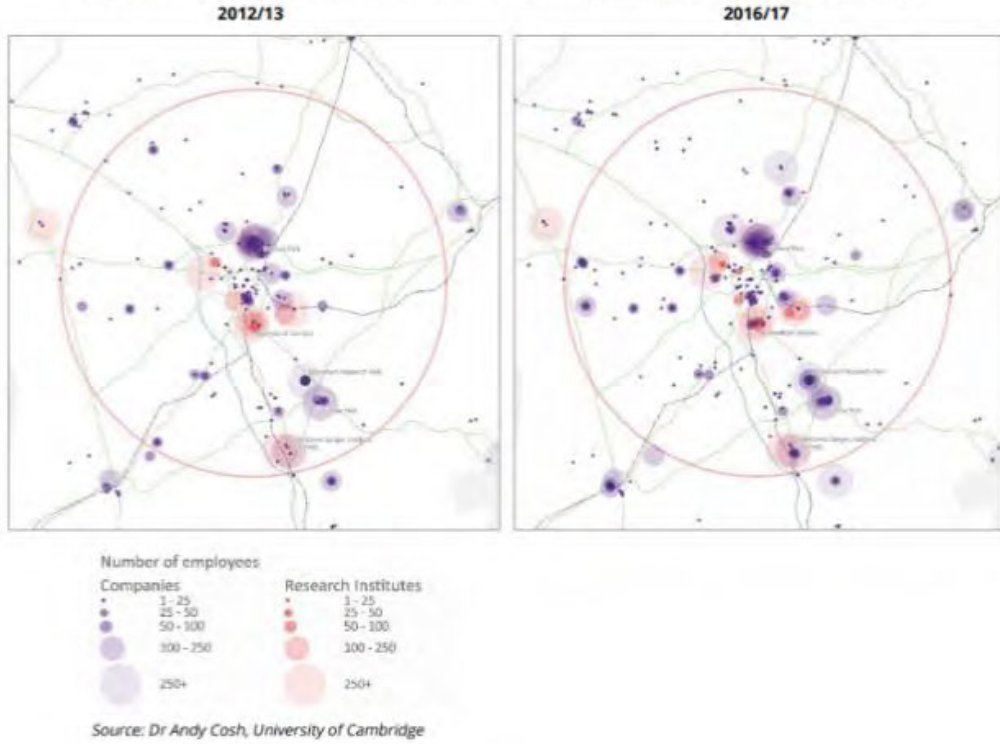 2012/13
2016/17
Number of employees
Companies
1 - 25
25 - 50
50 - 100
100 - 250
250+
Research Institutes
1 - 25
25 - 50
50 - 100
100 - 250
250+
Source: Dr Andy Cosh, University of Cambridge